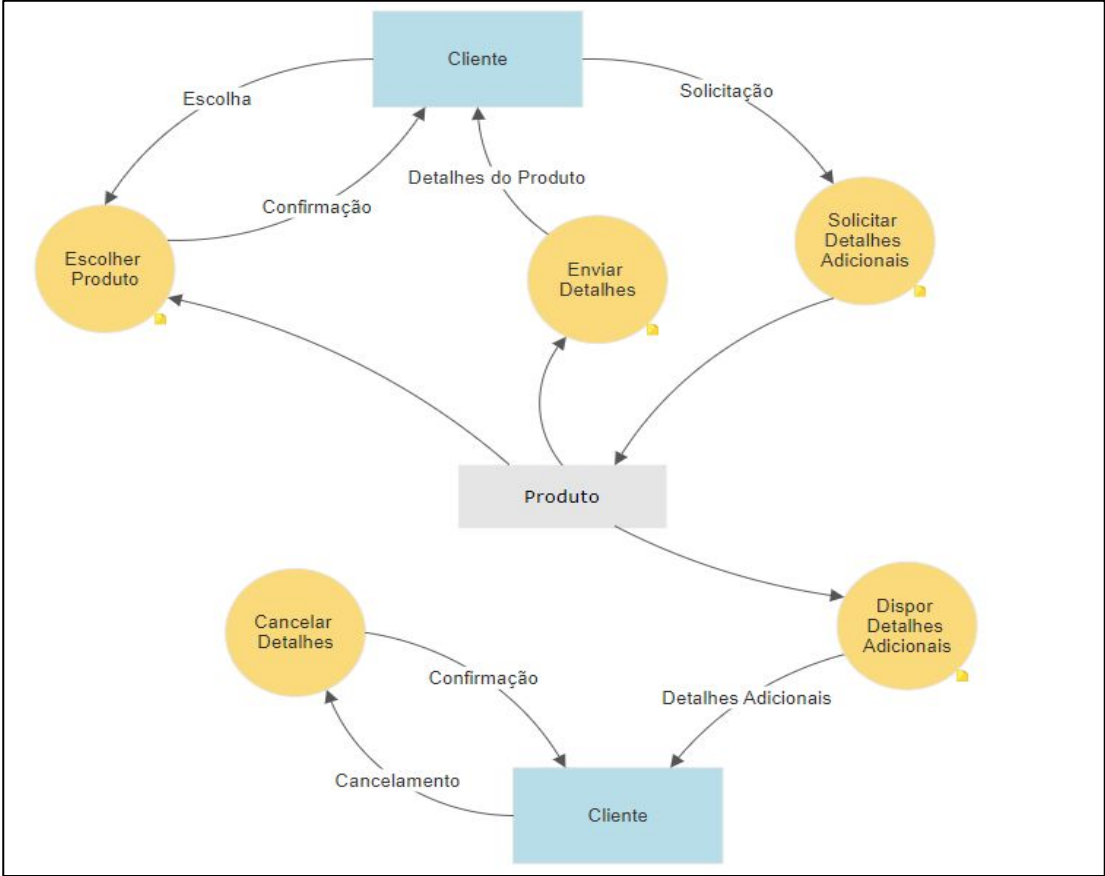 Cliente
Escolha
Solicitação
Detalhes do Produto
Confirmação
Escolher
Produto
Enviar
Detalhes
Solicitar
Detalhes
Adicionais
Produto
Cancelar
Detalhes
Dispor
Detalhes
Adicionais
Confirmação
Detalhes Adicionais
Cancelamento
Cliente